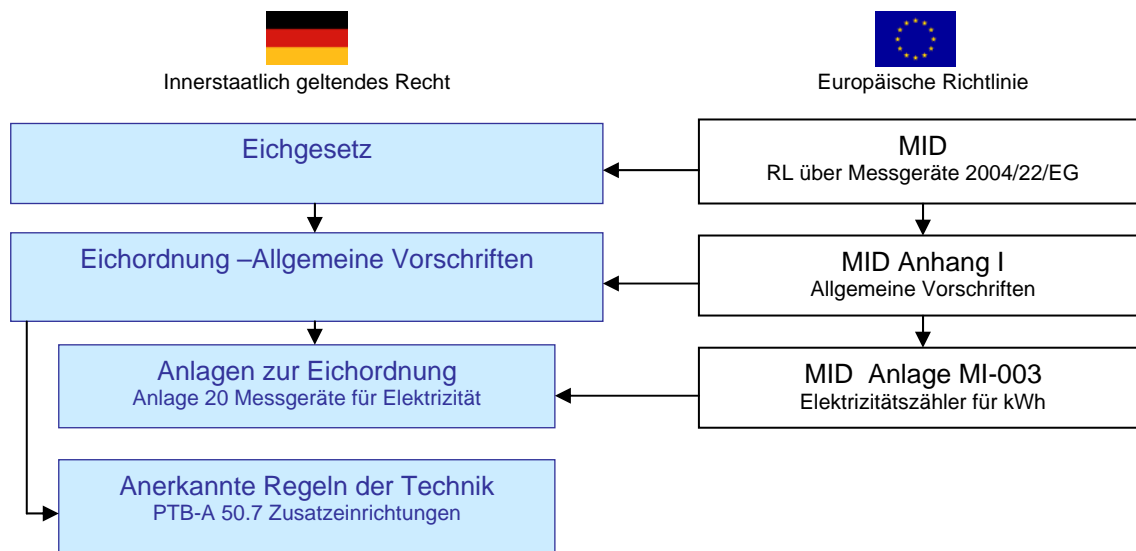 Innerstaatlich geltendes Recht
Europäische Richtlinie
Eichgesetz
MID
RL über Messgeräte 2004/22/EG
Eichordnung –Allgemeine Vorschriften
MID Anhang I
Allgemeine Vorschriften
Anlagen zur Eichordnung
Anlage 20 Messgeräte für Elektrizität
MID Anlage MI-003
Elektrizitätszähler für kWh
Anerkannte Regeln der Technik
PTB-A 50.7 Zusatzeinrichtungen